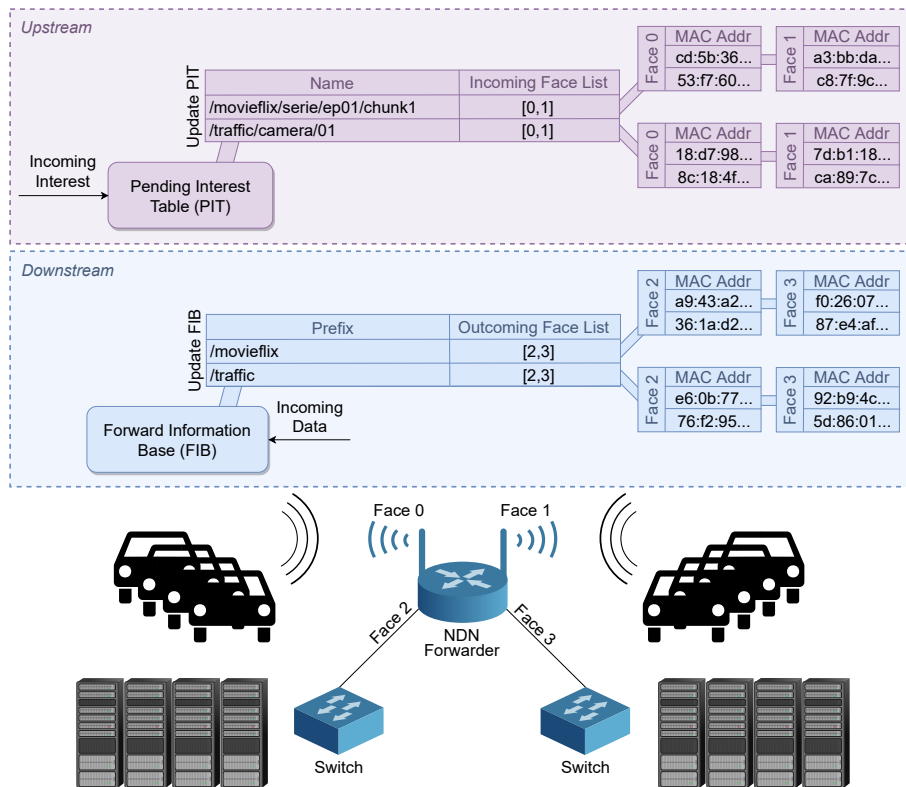 Upstream
Update PIT
Name
Incoming Face List
/movieflix/serie/ep01/chunk1
[0,1]
/traffic/camera/01
[0,1]
Face 0
MAC Addr
cd:5b:36...
53:f7:60...
Face 1
MAC Addr
a3:bb:da...
c8:7f:9c...
Face 0
MAC Addr
18:d7:98...
8c:18:4f...
Face 1
MAC Addr
7d:b1:18...
ca:89:7c...
Incoming
Interest
Pending Interest
Table (PIT)
Downstream
Update FIB
Prefix
Outcoming Face List
/movieflix
[2,3]
/traffic
[2,3]
Face 2
MAC Addr
a9:43:a2...
36:1a:d2...
Face 3
MAC Addr
f0:26:07...
87:e4:af...
Face 2
MAC Addr
e6:0b:77...
76:f2:95...
Face 3
MAC Addr
92:b9:4c...
5d:86:01...
Forward Information
Base (FIB)
Incoming
Data
Face 0
Face 1
Face 2
Face 3
NDN
Forwarder
Switch
Switch